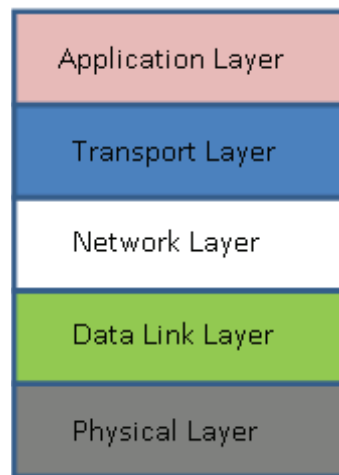 Application Layer
Transport Layer
Network Layer
Data Link Layer
Physical Layer